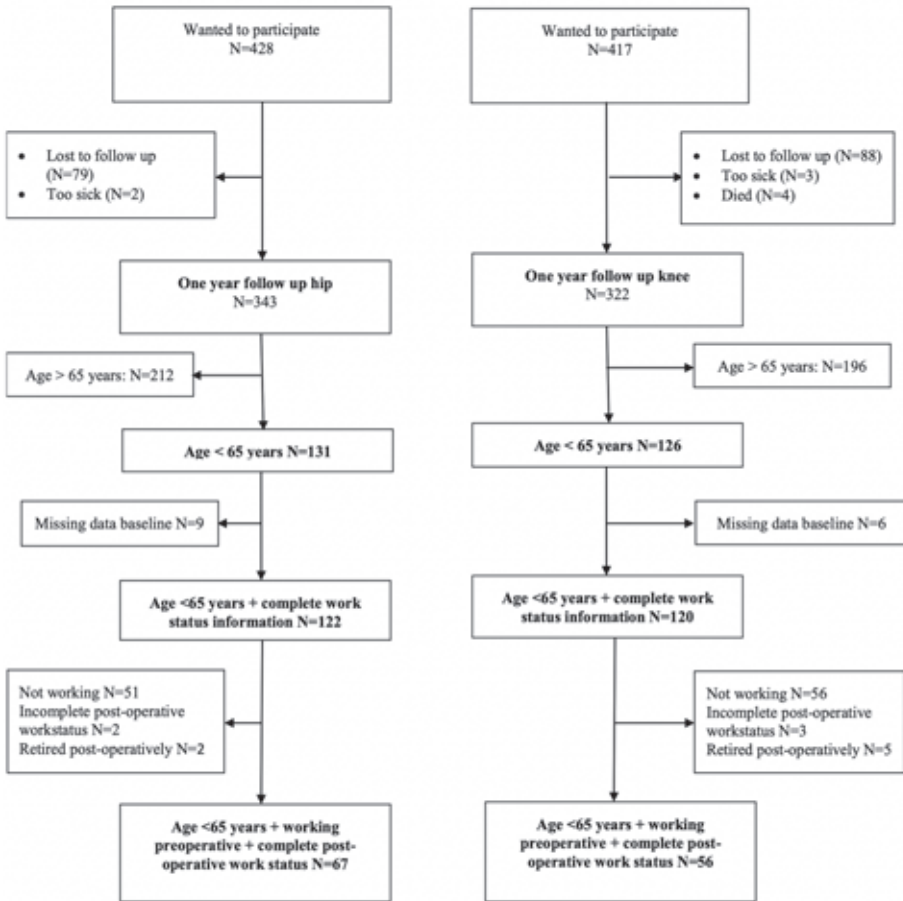 Wanted to participate
N=428
• Lost to follow up
(N=79)
• Too sick (N=2)
One year follow up hip
N=343
Age > 65 years: N=212
Age < 65 years N=131
Missing data baseline N=9
Age <65 years + complete work
status information N=122
Not working N=51
Incomplete post-operative
workstatus N=2
Retired post-operatively N=2
Age <65 years + working
preoperative + complete post-
operative work status N=67
Wanted to participate
N=417
• Lost to follow up (N=88)
• Too sick (N=3)
• Died (N=4)
One year follow up knee
N=322
Age > 65 years: N=196
Age < 65 years N=126
Missing data baseline N=6
Age <65 years + complete work
status information N=120
Not working N=56
Incomplete post-operative
workstatus N=3
Retired post-operatively N=5
Age <65 years + working
preoperative + complete post-
operative work status N=56